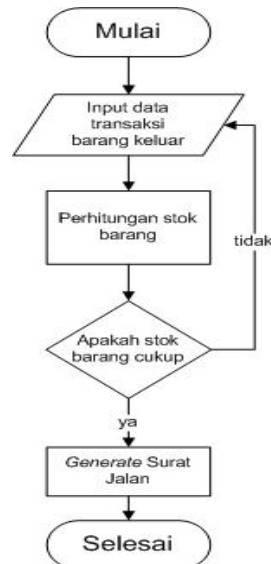 Mulai
Input data
transaksi
barang keluar
Perhitungan stok
barang
tidak
Apakah stok
barang cukup
ya
Generate Surat
Jalan
Selesai